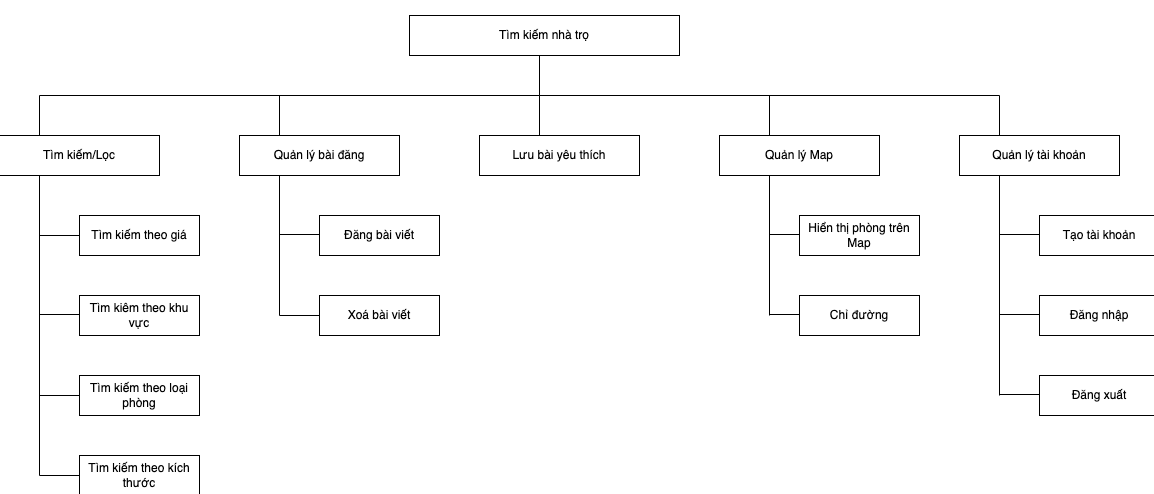 Tìm kiếm nhà trọ
Tìm kiếm/Lọc
Quản lý bài đăng
Lưu bài yêu thích
Quản lý Map
Quản lý tài khoản
Tìm kiếm theo giá
Đăng bài viết
Hiển thị phòng trên
Map
Tạo tài khoản
Tìm kiêm theo khu
vực
Xoá bài viết
Chỉ đường
Đăng nhập
Tìm kiếm theo loại
phòng
Đăng xuất
Tìm kiếm theo kích
thước